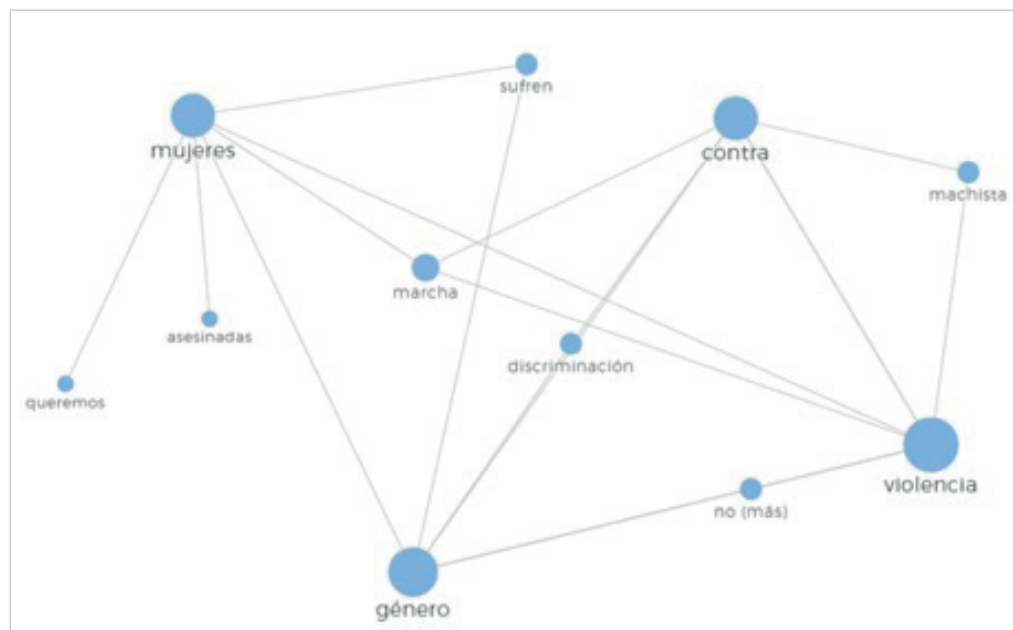 sufren
mujeres
contra
machista
marcha
asesinadas
discriminación
queremos
violencia
no (más)
género